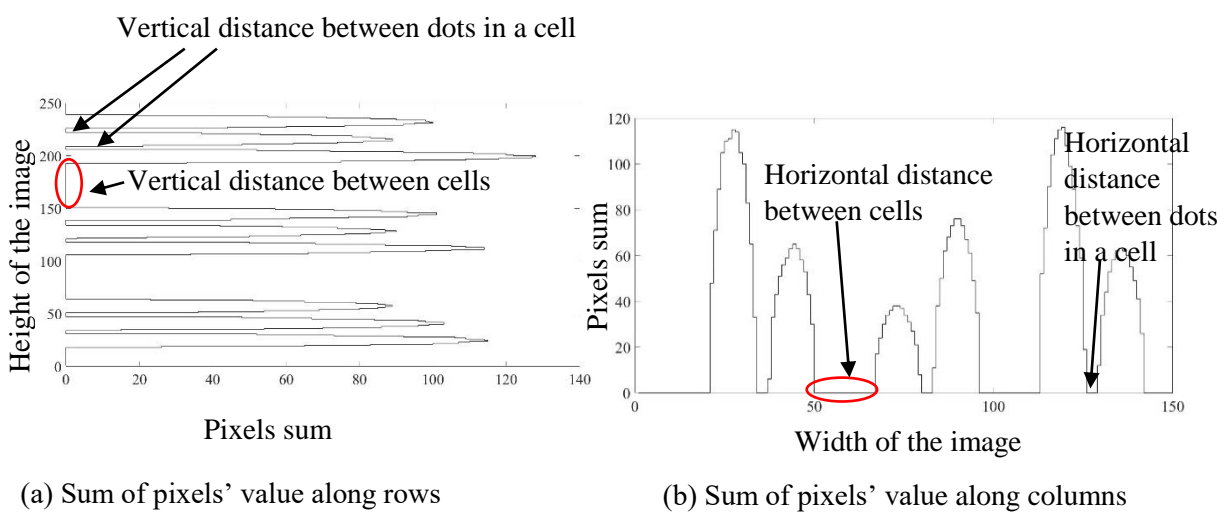 Vertical distance between dots in a cell
250
200
150
100
50
0
Height of the image
Vertical distance between cells
0 20 40 60 80 100 120 140
Pixels sum
(a) Sum of pixels’ value along rows
120
100
80
60
40
20
0
Pixels sum
Horizontal distance
between cells
Horizontal
distance
between dots
in a cell
0 50 100 150
Width of the image
(b) Sum of pixels’ value along columns